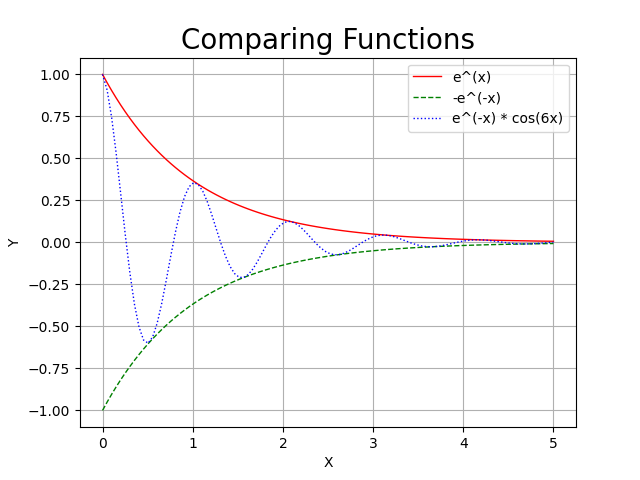 Comparing Functions
e^(x)
-e^(-x)
e^(-x) * cos(6x)
1.00
0.75
0.50
0.25
0.00
−0.25
−0.50
−0.75
−1.00
Y
0 1 2 3 4 5
X